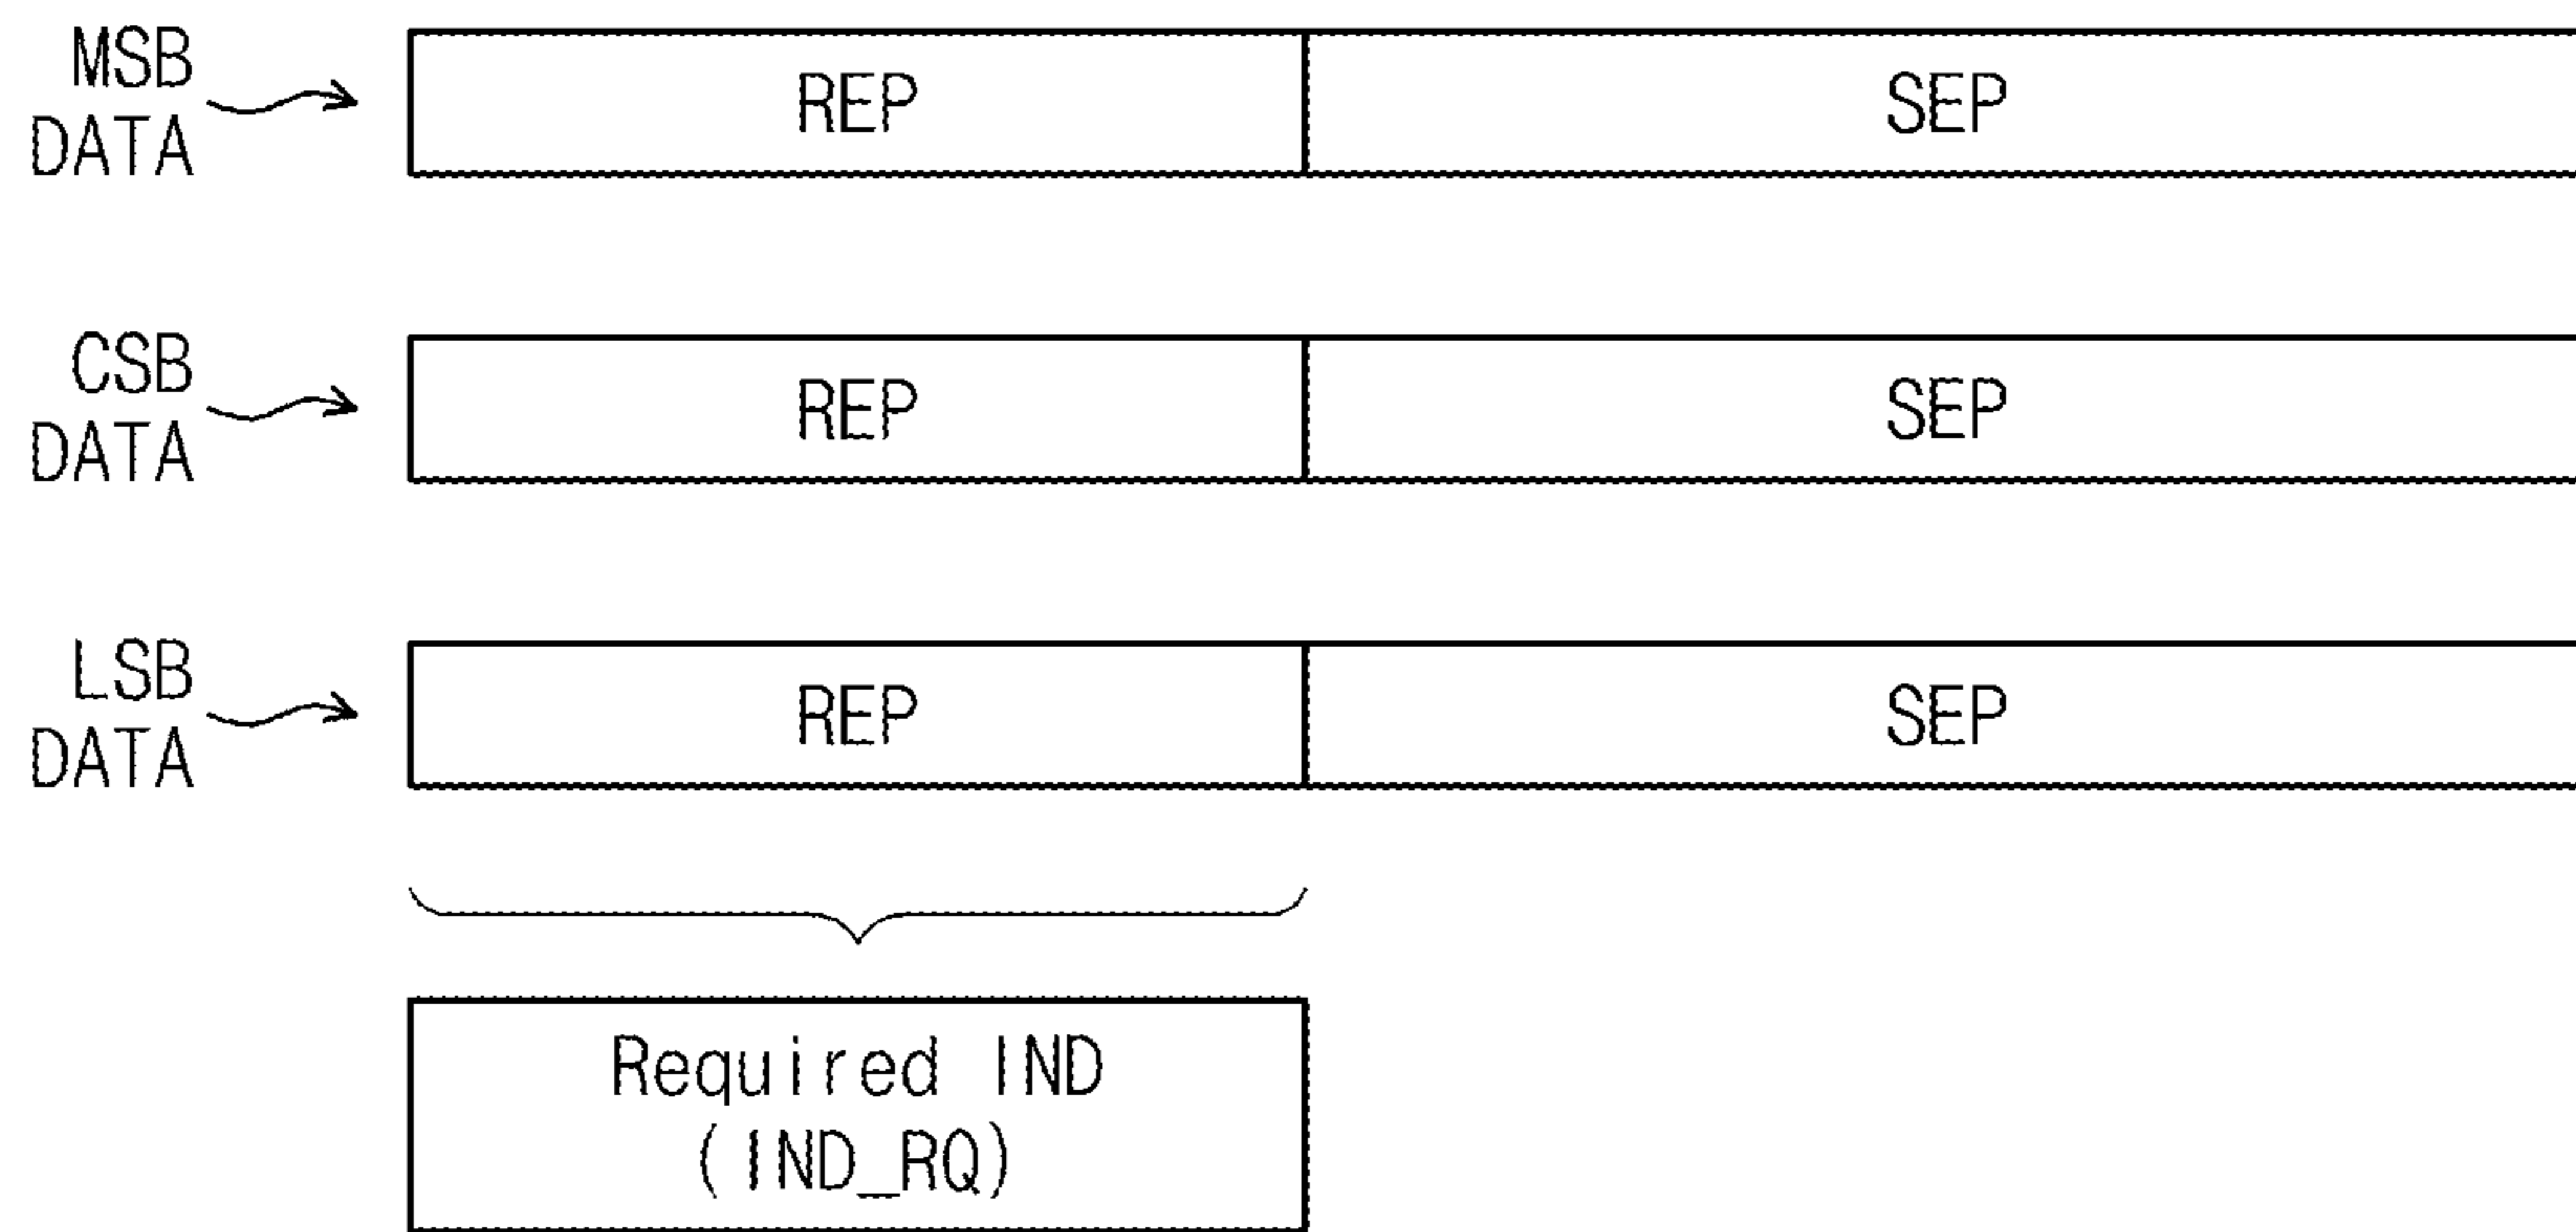 MSB
DATA
REP
SEP
CSB
DATA
REP
SEP
LSB
DATA
REP
SEP
Required IND
(IND_RQ)